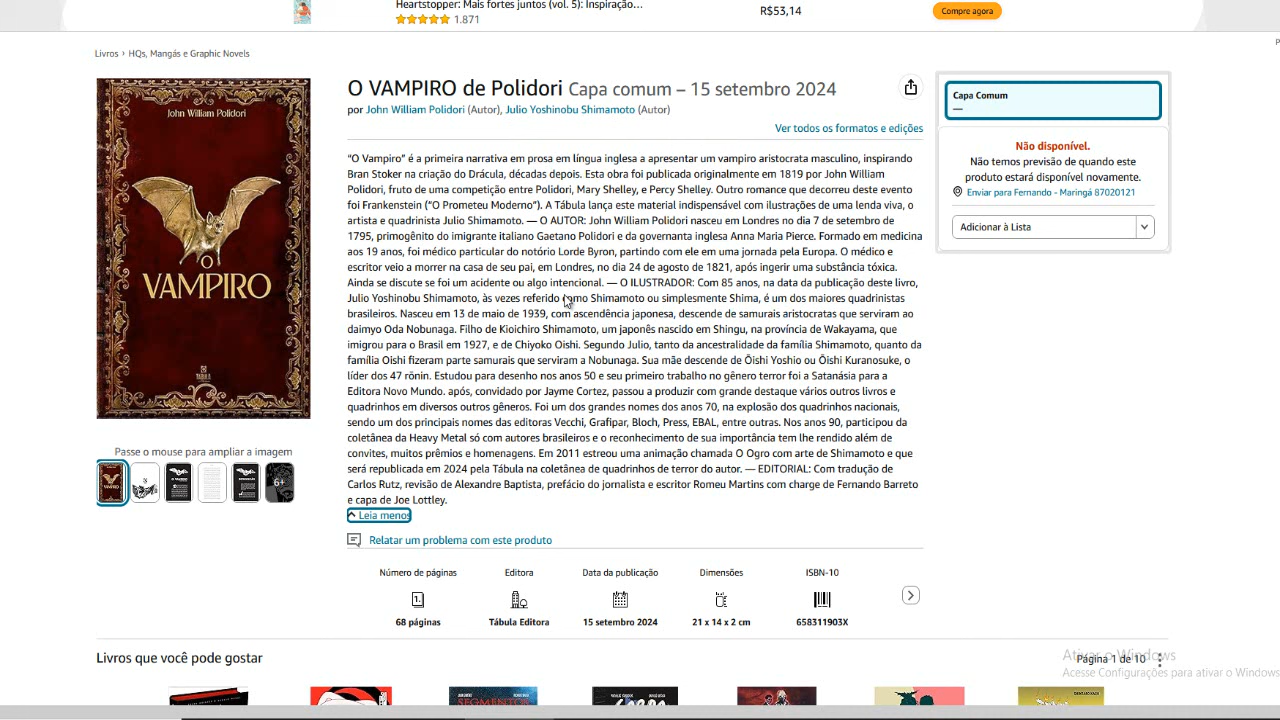 Heartstopper: Mais fortes juntos (vol. 5): Inspiração...
1.871
R$53,14
Compre agora
Livros › HQs, Mangás e Graphic Novels
P
John William Polidori
O
VAMPIRO
O VAMPIRO de Polidori Capa comum – 15 setembro 2024
por John William Polidori (Autor), Julio Yoshinobu Shimamoto (Autor)
Ver todos os formatos e edições
"O Vampiro" é a primeira narrativa em prosa em língua inglesa a apresentar um vampiro aristocrata masculino, inspirando
Bran Stoker na criação do Drácula, décadas depois. Esta obra foi publicada originalmente em 1819 por John William
Polidori, fruto de uma competição entre Polidori, Mary Shelley, e Percy Shelley. Outro romance que decorreu deste evento
foi Frankenstein ("O Prometeu Moderno"). A Tábula lança este material indispensável com ilustrações de uma lenda viva, o
artista e quadrinista Julio Shimamoto. — O AUTOR: John William Polidori nasceu em Londres no dia 7 de setembro de
1795, primogênito do imigrante italiano Gaetano Polidori e da governanta inglesa Anna Maria Pierce. Formado em medicina
aos 19 anos, foi médico particular do notório Lorde Byron, partindo com ele em uma jornada pela Europa. O médico e
escritor veio a morrer na casa de seu pai, em Londres, no dia 24 de agosto de 1821, após ingerir uma substância tóxica.
Ainda se discute se foi um acidente ou algo intencional. — O ILUSTRADOR: Com 85 anos, na data da publicação deste livro,
Julio Yoshinobu Shimamoto, às vezes referido como Shimamoto ou simplesmente Shima, é um dos maiores quadrinistas
brasileiros. Nasceu em 13 de maio de 1939, com ascendência japonesa, descende de samurais aristocratas que serviram ao
daimyo Oda Nobunaga. Filho de Kioichiro Shimamoto, um japonês nascido em Shingu, na província de Wakayama, que
imigrou para o Brasil em 1927, e de Chiyoko Oishi. Segundo Julio, tanto da ancestralidade da família Shimamoto, quanto da
família Oishi fizeram parte samurais que serviram a Nobunaga. Sua mãe descende de Ôishi Yoshio ou Ôishi Kuranosuke, o
líder dos 47 rōnin. Estudou para desenho nos anos 50 e seu primeiro trabalho no gênero terror foi a Satanásia para a
Editora Novo Mundo. após, convidado por Jayme Cortez, passou a produzir com grande destaque vários outros livros e
quadrinhos em diversos outros gêneros. Foi um dos grandes nomes dos anos 70, na explosão dos quadrinhos nacionais,
sendo um dos principais nomes das editoras Vecchi, Grafipar, Bloch, Press, EBAL, entre outras. Nos anos 90, participou da
coletânea da Heavy Metal só com autores brasileiros e o reconhecimento de sua importância tem lhe rendido além de
convites, muitos prêmios e homenagens. Em 2011 estreou uma animação chamada O Ogro com arte de Shimamoto e que
será republicada em 2024 pela Tábula na coletânea de quadrinhos de terror do autor. — EDITORIAL: Com tradução de
Carlos Rutz, revisão de Alexandre Baptista, prefácio do jornalista e escritor Romeu Martins com charge de Fernando Barreto
e capa de Joe Lottley.
Leia menos
Relatar um problema com este produto
Passe o mouse para ampliar a imagem
6+
Número de páginas
68 páginas
Editora
Tábula Editora
Data da publicação
15 setembro 2024
Dimensões
21 x 14 x 2 cm
ISBN-10
658311903X
Capa Comum
—
Não disponível.
Não temos previsão de quando este
produto estará disponível novamente.
Enviar para Fernando - Maringá 87020121
Adicionar à Lista
Livros que você pode gostar
Página 1 de 10
Ativar o Windows
Acesse Configurações para ativar o Windows